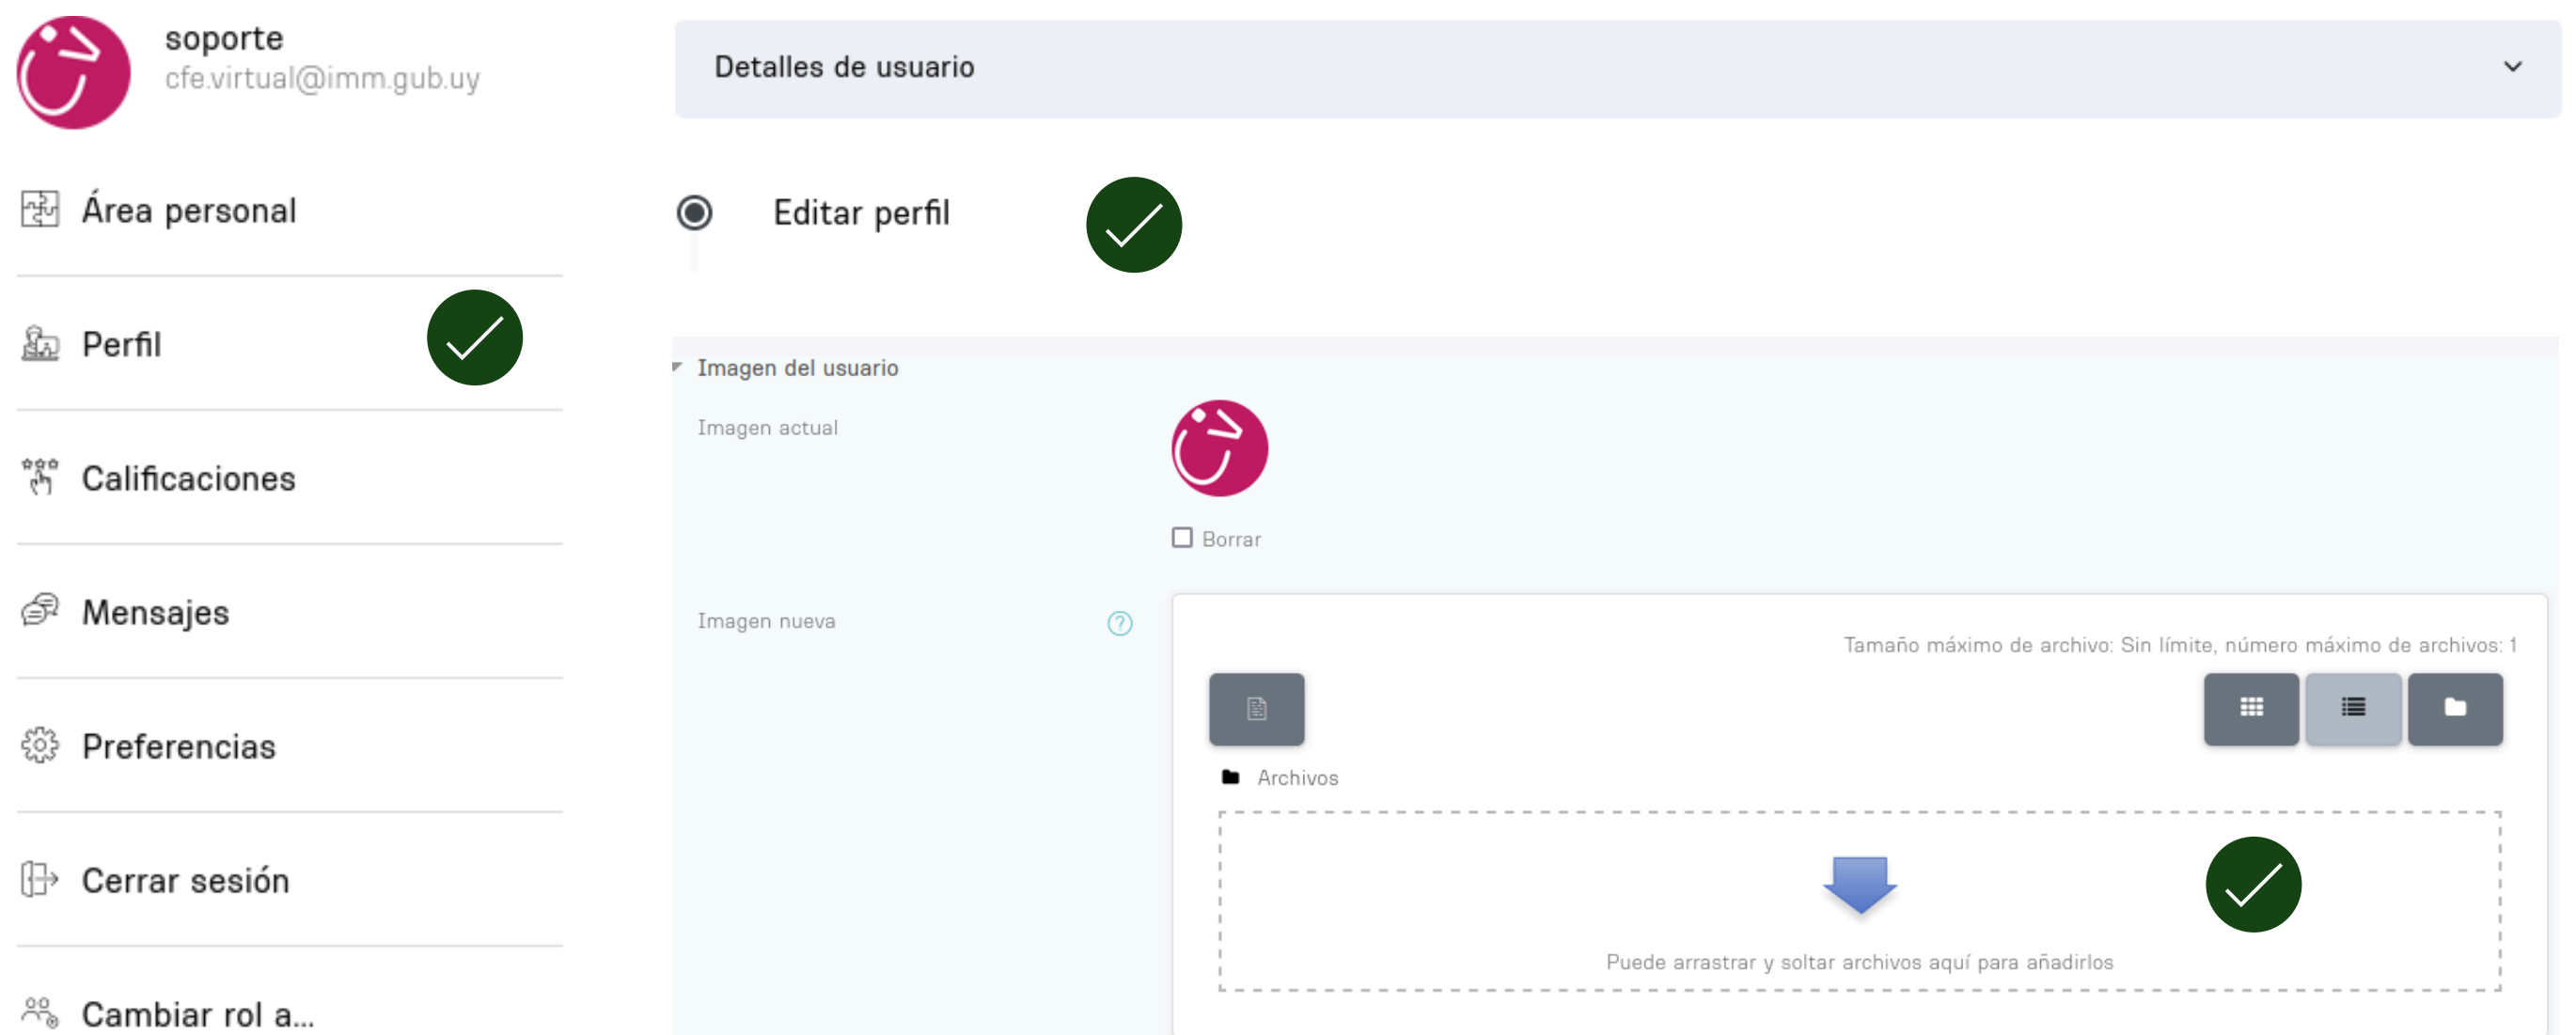 soporte
cfe.virtual@imm.gub.uy
Área personal
Perfil
Calificaciones
Mensajes
Preferencias
Cerrar sesión
Cambiar rol a...
Detalles de usuario
Editar perfil
Imagen del usuario
Imagen actual
Borrar
Imagen nueva
?
Tamaño máximo de archivo: Sin límite, número máximo de archivos: 1
Archivos
Puede arrastrar y soltar archivos aquí para añadirlos